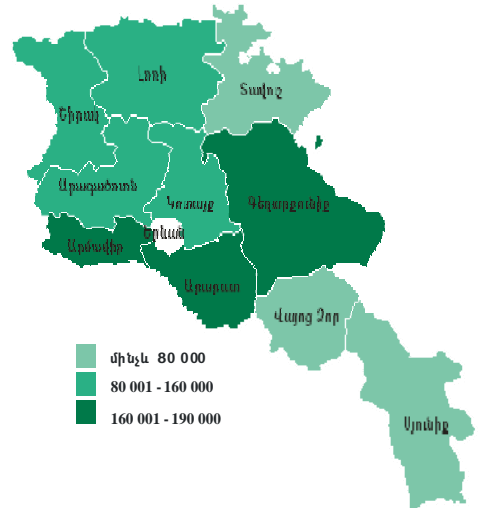 Լոռի
Տավուշ
Շիրակ
Արագածոտն
Կոտայք
Գեղարքունիք
Երևան
Արմավիր
Արարատ
Վայոց Ձոր
Սյունիք
մինչև 80 000
80 001 - 160 000
160 001 - 190 000